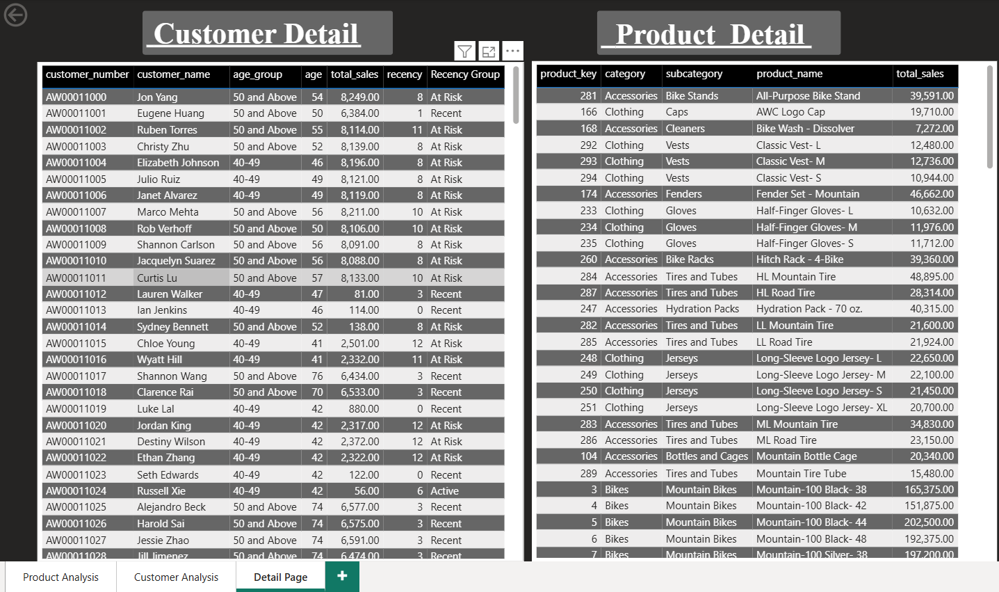 Customer Detail
customer_number customer_name age_group age total_sales recency Recency Group
AW00011000 Jon Yang 50 and Above 54 8,249.00 8 At Risk
AW00011001 Eugene Huang 50 and Above 50 6,384.00 1 Recent
AW00011002 Ruben Torres 50 and Above 55 8,114.00 11 At Risk
AW00011003 Christy Zhu 50 and Above 52 8,139.00 8 At Risk
AW00011004 Elizabeth Johnson 40-49 46 8,196.00 8 At Risk
AW00011005 Julio Ruiz 40-49 49 8,121.00 8 At Risk
AW00011006 Janet Alvarez 40-49 49 8,119.00 8 At Risk
AW00011007 Marco Mehta 50 and Above 56 8,211.00 10 At Risk
AW00011008 Rob Verhoff 50 and Above 50 8,106.00 10 At Risk
AW00011009 Shannon Carlson 50 and Above 56 8,091.00 8 At Risk
AW00011010 Jacquelyn Suarez 50 and Above 56 8,088.00 8 At Risk
AW00011011 Curtis Lu 50 and Above 57 8,133.00 10 At Risk
AW00011012 Lauren Walker 40-49 47 81.00 3 Recent
AW00011013 Ian Jenkins 40-49 46 114.00 0 Recent
AW00011014 Sydney Bennett 50 and Above 52 138.00 8 At Risk
AW00011015 Chloe Young 40-49 41 2,501.00 12 At Risk
AW00011016 Wyatt Hill 40-49 41 2,332.00 11 At Risk
AW00011017 Shannon Wang 50 and Above 76 6,434.00 3 Recent
AW00011018 Clarence Rai 50 and Above 70 6,533.00 3 Recent
AW00011019 Luke Lal 40-49 42 880.00 0 Recent
AW00011020 Jordan King 40-49 42 2,317.00 12 At Risk
AW00011021 Destiny Wilson 40-49 42 2,372.00 12 At Risk
AW00011022 Ethan Zhang 40-49 42 2,322.00 12 At Risk
AW00011023 Seth Edwards 40-49 42 122.00 0 Recent
AW00011024 Russell Xie 40-49 42 56.00 6 Active
AW00011025 Alejandro Beck 50 and Above 74 6,577.00 3 Recent
AW00011026 Harold Sai 50 and Above 74 6,575.00 3 Recent
AW00011027 Jessie Zhao 50 and Above 74 6,591.00 3 Recent
AW00011028 Jill Jimenez 50 and Above 74 6,474.00 3 Recent
Product Detail
product_key category subcategory product_name total_sales
281 Accessories Bike Stands All-Purpose Bike Stand 39,591.00
166 Clothing Caps AWC Logo Cap 19,710.00
168 Accessories Cleaners Bike Wash - Dissolver 7,272.00
292 Clothing Vests Classic Vest- L 12,480.00
293 Clothing Vests Classic Vest- M 12,736.00
294 Clothing Vests Classic Vest- S 10,944.00
174 Accessories Fenders Fender Set - Mountain 46,662.00
233 Clothing Gloves Half-Finger Gloves- L 10,632.00
234 Clothing Gloves Half-Finger Gloves- M 11,976.00
235 Clothing Gloves Half-Finger Gloves- S 11,712.00
260 Accessories Bike Racks Hitch Rack - 4-Bike 39,360.00
284 Accessories Tires and Tubes HL Mountain Tire 48,895.00
287 Accessories Tires and Tubes HL Road Tire 28,314.00
247 Accessories Hydration Packs Hydration Pack - 70 oz. 40,315.00
282 Accessories Tires and Tubes LL Mountain Tire 21,600.00
285 Accessories Tires and Tubes LL Road Tire 21,924.00
248 Clothing Jerseys Long-Sleeve Logo Jersey- L 22,650.00
249 Clothing Jerseys Long-Sleeve Logo Jersey- M 22,100.00
250 Clothing Jerseys Long-Sleeve Logo Jersey- S 21,450.00
251 Clothing Jerseys Long-Sleeve Logo Jersey- XL 20,700.00
283 Accessories Tires and Tubes ML Mountain Tire 34,830.00
286 Accessories Tires and Tubes ML Road Tire 23,150.00
104 Accessories Bottles and Cages Mountain Bottle Cage 20,340.00
289 Accessories Tires and Tubes Mountain Tire Tube 15,480.00
3 Bikes Mountain Bikes Mountain-100 Black- 38 165,375.00
4 Bikes Mountain Bikes Mountain-100 Black- 42 151,875.00
5 Bikes Mountain Bikes Mountain-100 Black- 44 202,500.00
6 Bikes Mountain Bikes Mountain-100 Black- 48 192,375.00
7 Bikes Mountain Bikes Mountain-100 Silver- 38 197,200.00
Product Analysis Customer Analysis Detail Page +